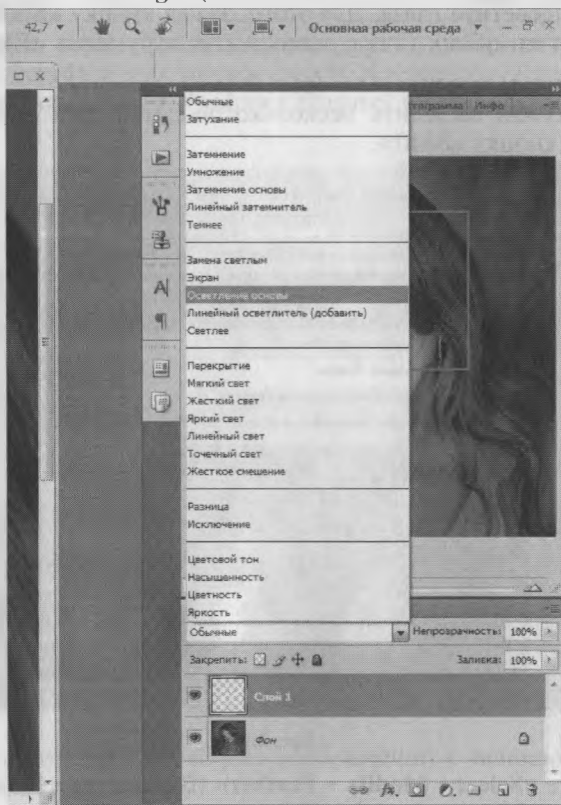 42,7
Основная рабочая среда
Инфо
Обычные
Затухание
Затемнение
Умножение
Затемнение основы
Линейный затемнитель
Темнее
Замена светлым
Экран
Осветление основы
Линейный осветлитель (добавить)
Светлее
Перекрытие
Мягкий свет
Жесткий свет
Яркий свет
Линейный свет
Точечный свет
Жесткое смешение
Разница
Исключение
Цветовой тон
Насыщенность
Цветность
Яркость
Обычные
Непрозрачность: 100%
Закрепить:
Заливка: 100%
Слой 1
Фон
fx.